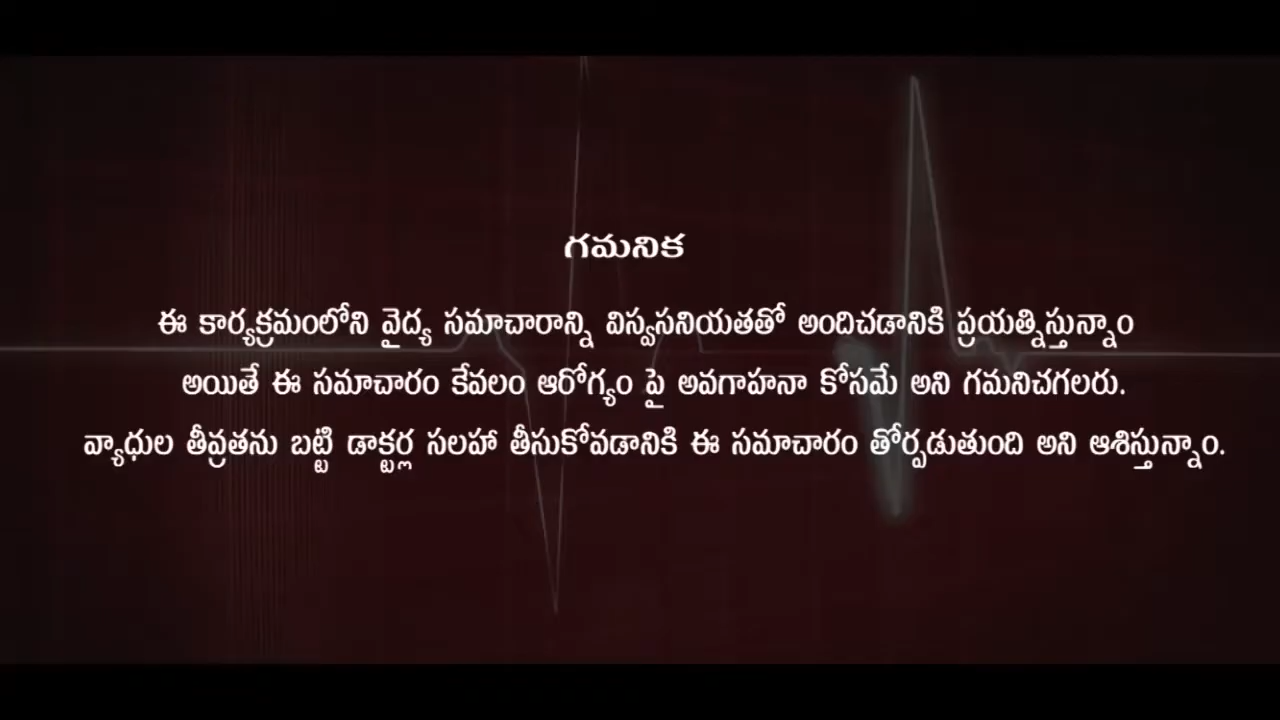 గమనిక
ఈ కార్యక్రమంలోని వైద్య సమాచారాన్ని విస్వసనియతతో అందిచడానికి ప్రయత్నిస్తున్నాం
అయితే ఈ సమాచారం కేవలం ఆరోగ్యం పై అవగాహనా కోసమే అని గమనిచగలరు.
వ్యాధుల తీవ్రతను బట్టి డాక్టర్ల సలహా తీసుకోవడానికి ఈ సమాచారం తోర్పడుతుంది అని ఆశిస్తున్నాం.